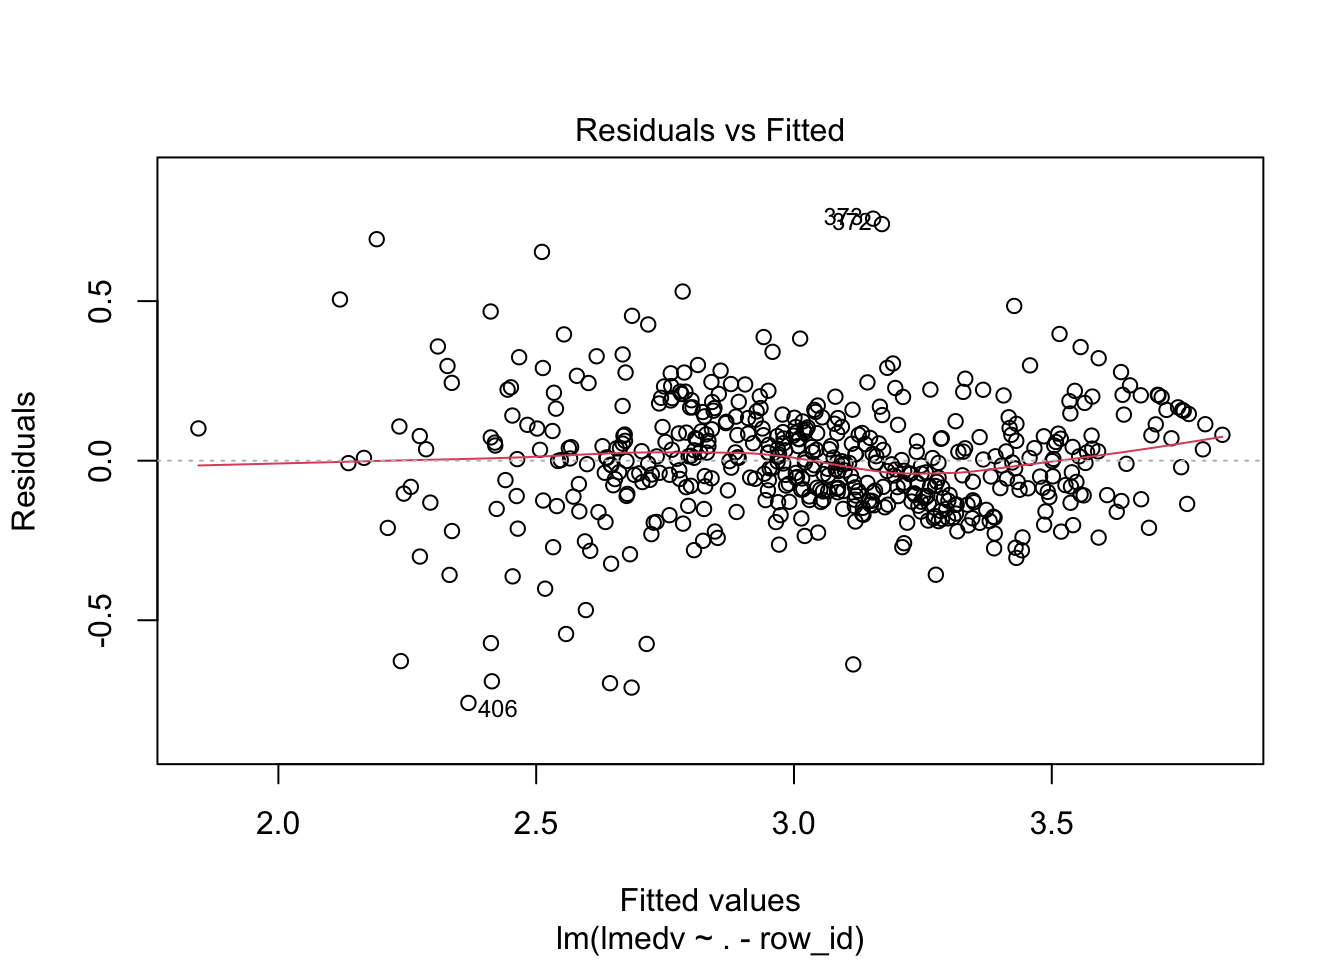 Residuals vs Fitted
Residuals
0.5
0.0
-0.5
373
372
406
2.0 2.5 3.0 3.5
Fitted values
lm(lmedv ~ . - row_id)